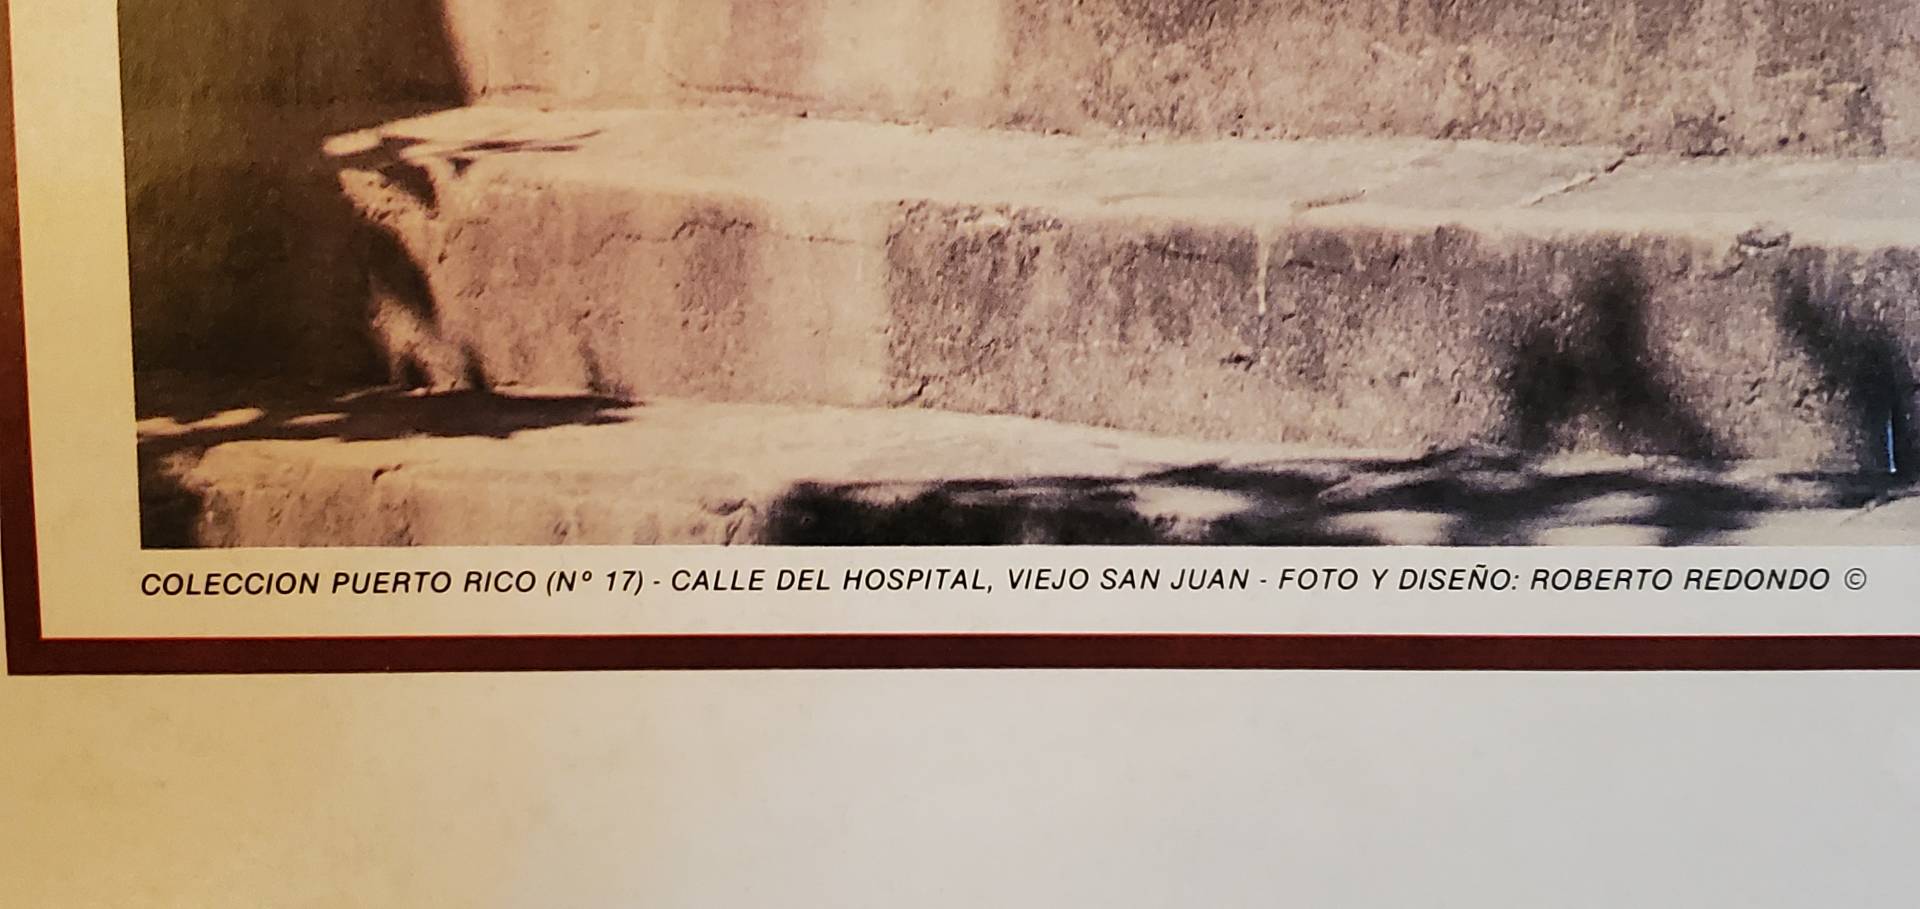 COLECCION PUERTO RICO (Nº 17) - CALLE DEL HOSPITAL, VIEJO SAN JUAN - FOTO Y DISEÑO: ROBERTO REDONDO ©